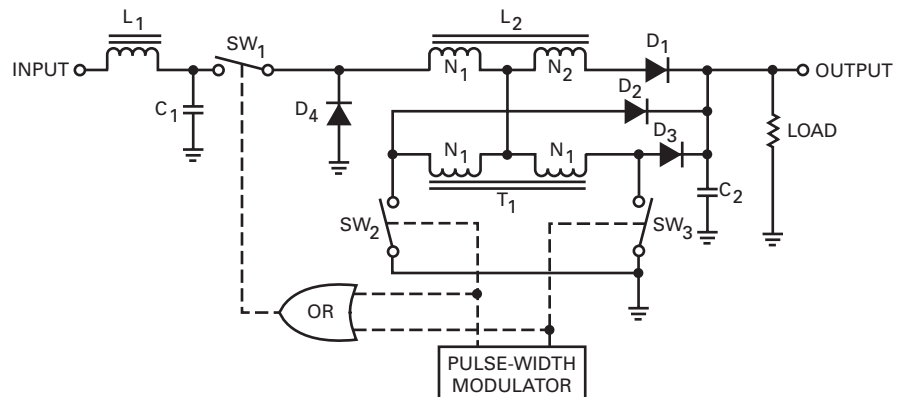 L1
L2
SW1
D1
INPUT
OUTPUT
N1
N2
D2
C1
D4
D3
LOAD
N1
N1
T1
C2
SW2
SW3
OR
PULSE-WIDTH
MODULATOR